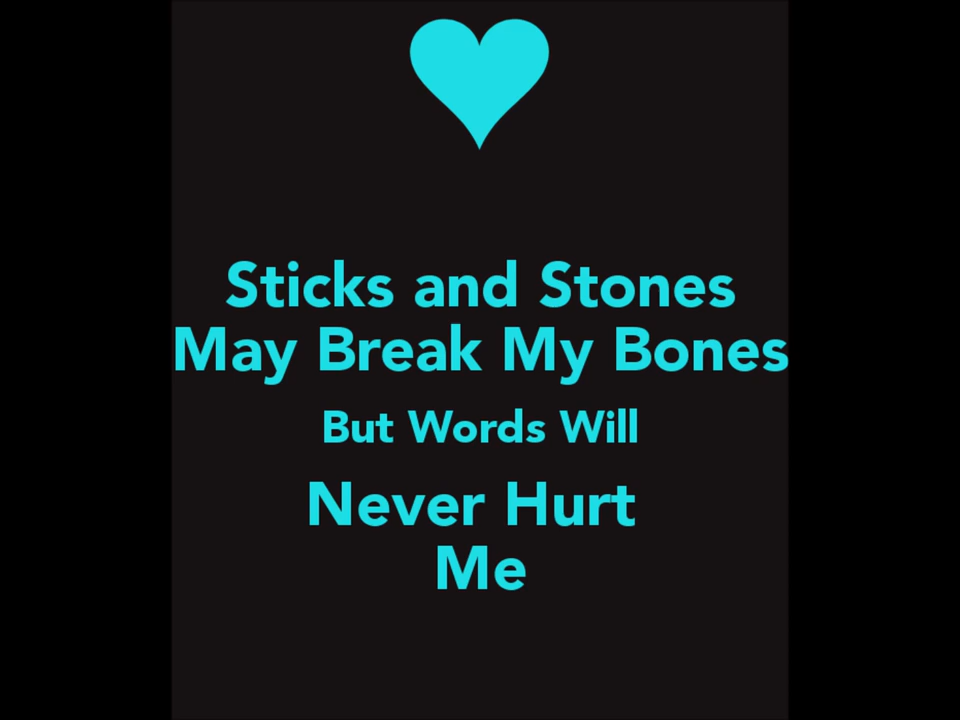 Sticks and Stones
May Break My Bones
But Words Will
Never Hurt
Me